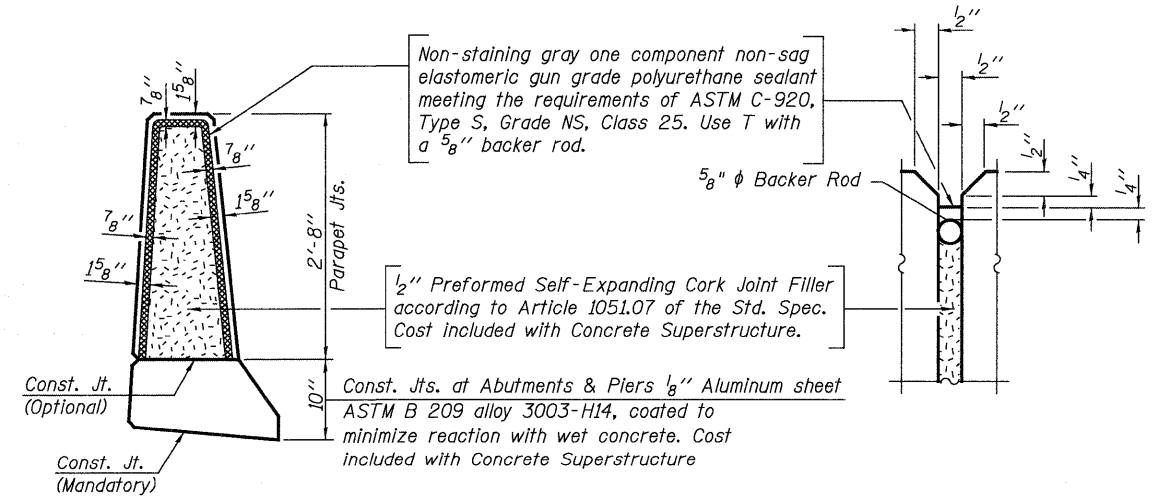 Non-staining gray one component non-sag
elastomeric gun grade polyurethane sealant
meeting the requirements of ASTM C-920,
Type S, Grade NS, Class 25. Use T with
a 5/8" backer rod.
7/8"
1 5/8"
7/8"
1 5/8"
7/8"
1 5/8"
2'-8"
Parapet Jts.
10"
1/2" Preformed Self-Expanding Cork Joint Filler
according to Article 1051.07 of the Std. Spec.
Cost included with Concrete Superstructure.
Const. Jt.
(Optional)
Const. Jts. at Abutments & Piers 1/8" Aluminum sheet
ASTM B 209 alloy 3003-H14, coated to
minimize reaction with wet concrete. Cost
included with Concrete Superstructure
Const. Jt.
(Mandatory)
1/2"
1/2"
1/2"
1/2"
1/4"
1/4"
5/8" ϕ Backer Rod